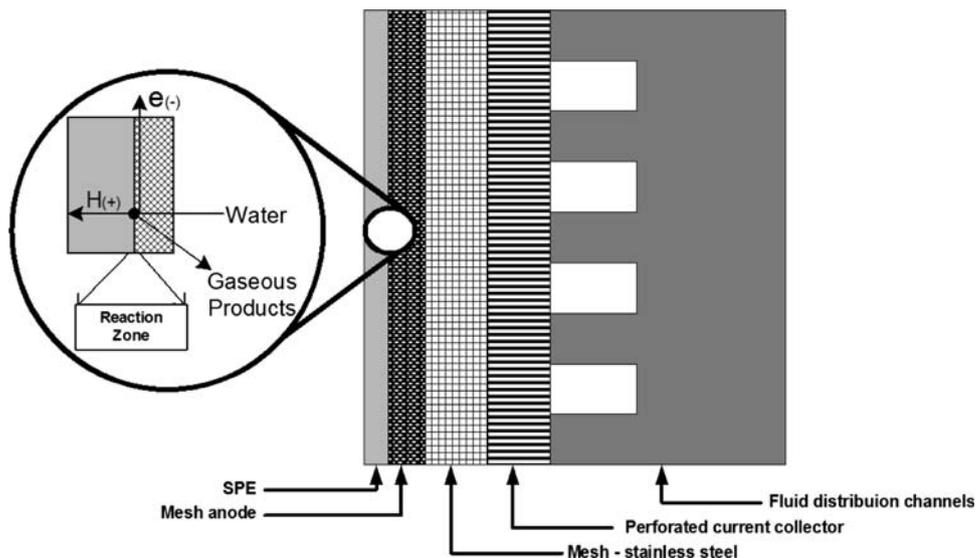 e(-)
H(+)
Water
Gaseous
Products
Reaction
Zone
SPE
Mesh anode
Fluid distribuion channels
Perforated current collector
Mesh - stainless steel